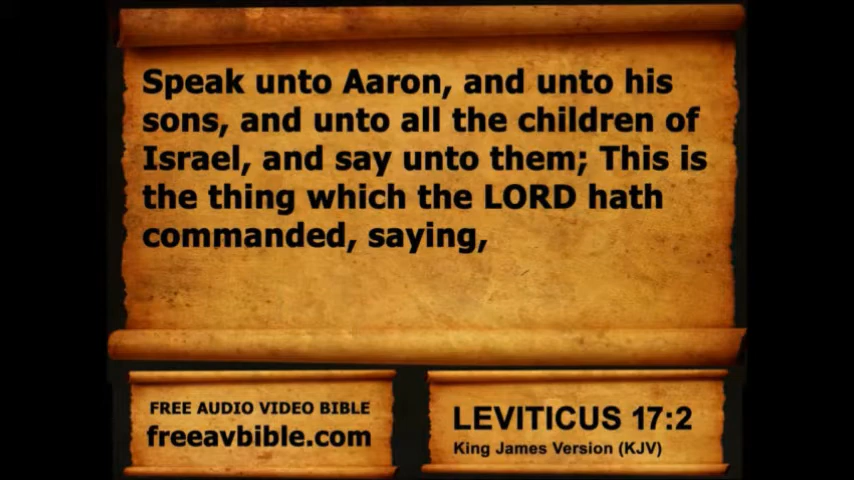 Speak unto Aaron, and unto his
sons, and unto all the children of
Israel, and say unto them; This is
the thing which the LORD hath
commanded, saying,
FREE AUDIO VIDEO BIBLE
freeavbible.com
LEVITICUS 17:2
King James Version (KJV)